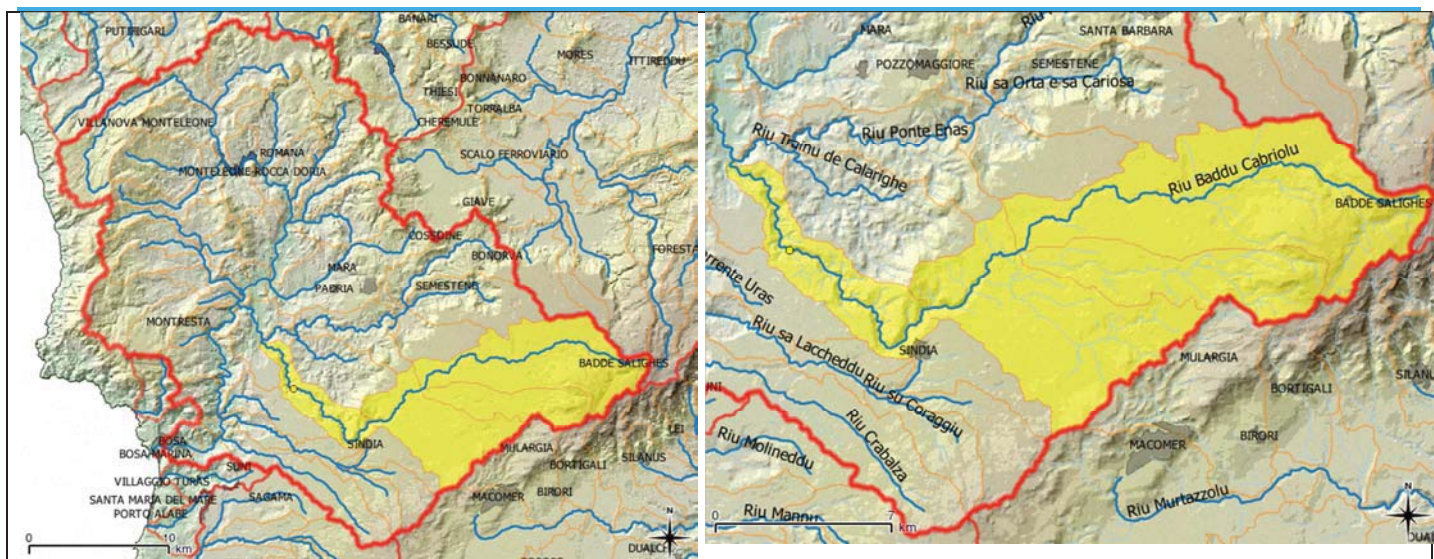 BANARI
PUTIFIGARI
BESSUDE
MORES
ITTIREDDU
BONNANARO
THIESI
TORRALBA
VILLANOVA MONTELEONE
CHEREMULE
ROMANA
SCALO FERROVIARIO
MONTELEONE ROCCA DORIA
GIAVE
COSSOINE
FORESTA
BONORVA
MARA
PADRIA
SEMESTENE
MONTRESTA
BADDE SALIGHES
SINDIA
BOSA
MULARGIA
LEI
BOSA MARINA
SUNI
BORTIGALI
SILANUS
VILLAGGIO TURAS
SAGAMA
MACOMER
BIRORI
SANTA MARIA DEL MARE
PORTO ALABE
N
0
10
km
DUALCHI
MARA
SANTA BARBARA
POZZOMAGGIORE
SEMESTENE
Riu sa Orta e sa Cariosa
Riu Ponte Enas
Riu Trainu de Calarighe
Riu Baddu Cabriolu
BADDE SALIGHES
Torrente Uras
SINDIA
Riu sa Laccheddu
Riu su Coraggiu
MULARGIA
BORTIGALI
SILANU
UNI
Riu Crabalza
Riu Molineddu
MACOMER
BIRORI
Riu Murtazzolu
Riu Mannu
N
0
7
km
DUAL